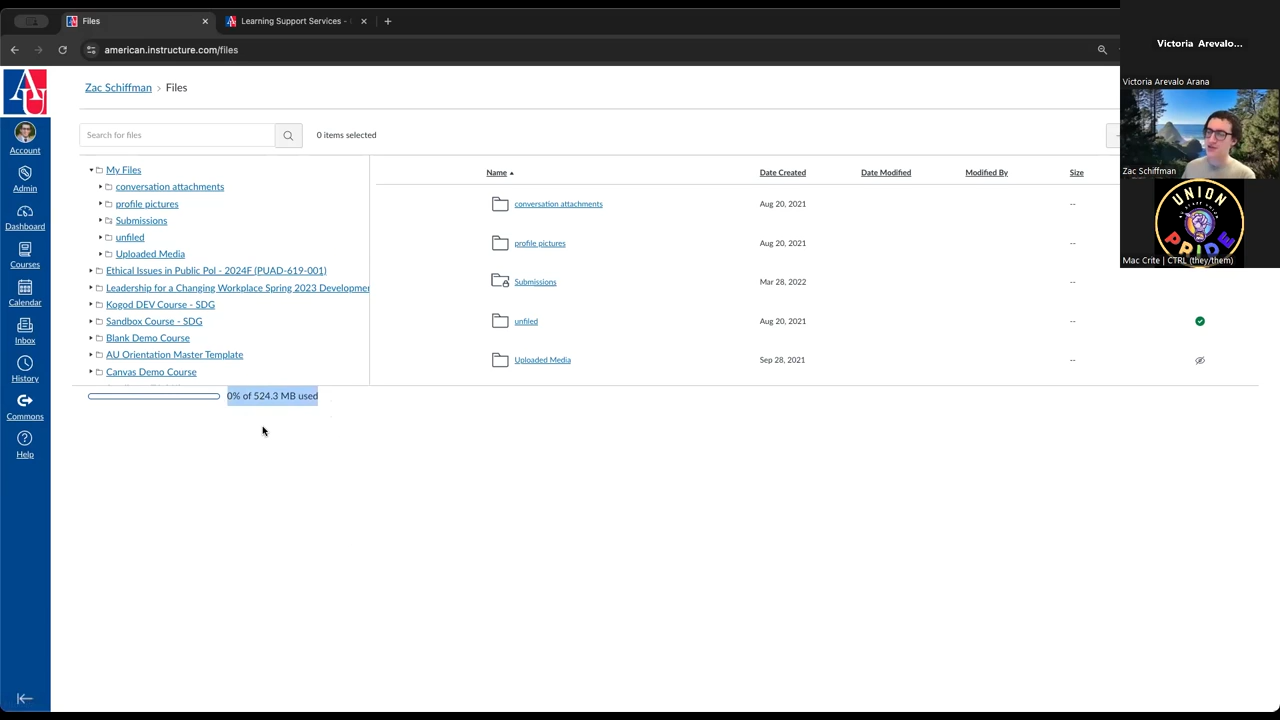 Files
Learning Support Services - C
american.instructure.com/files
AU
Account
Admin
Dashboard
Courses
Calendar
Inbox
History
Commons
Help
Zac Schiffman > Files
Search for files
0 items selected
My Files
conversation attachments
profile pictures
Submissions
unfiled
Uploaded Media
Ethical Issues in Public Pol - 2024F (PUAD-619-001)
Leadership for a Changing Workplace Spring 2023 Developmen
Kogod DEV Course - SDG
Sandbox Course - SDG
Blank Demo Course
AU Orientation Master Template
Canvas Demo Course
0% of 524.3 MB used
Name Date Created Date Modified Modified By Size
conversation attachments Aug 20, 2021 --
profile pictures Aug 20, 2021 --
Submissions Mar 28, 2022 --
unfiled Aug 20, 2021 --
Uploaded Media Sep 28, 2021 --
Victoria Arevalo...
Victoria Arevalo Arana
Zac Schiffman
UNION
PRIDE
Mac Crite | CTRL (they/them)